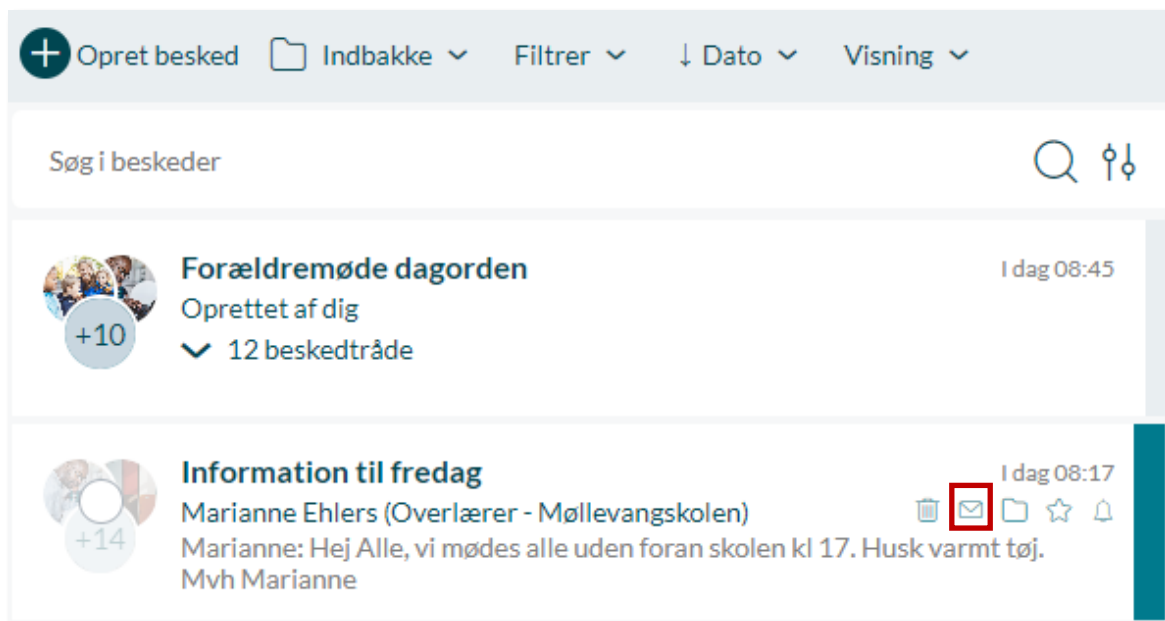 Opret besked Indbakke Filtrer ↓ Dato Visning
Søg i beskeder
Forældremøde dagorden I dag 08:45
Oprettet af dig
+10
12 beskedtråde
Information til fredag I dag 08:17
Marianne Ehlers (Overlærer - Møllevangskolen)
+14
Marianne: Hej Alle, vi mødes alle uden foran skolen kl 17. Husk varmt tøj.
Mvh Marianne